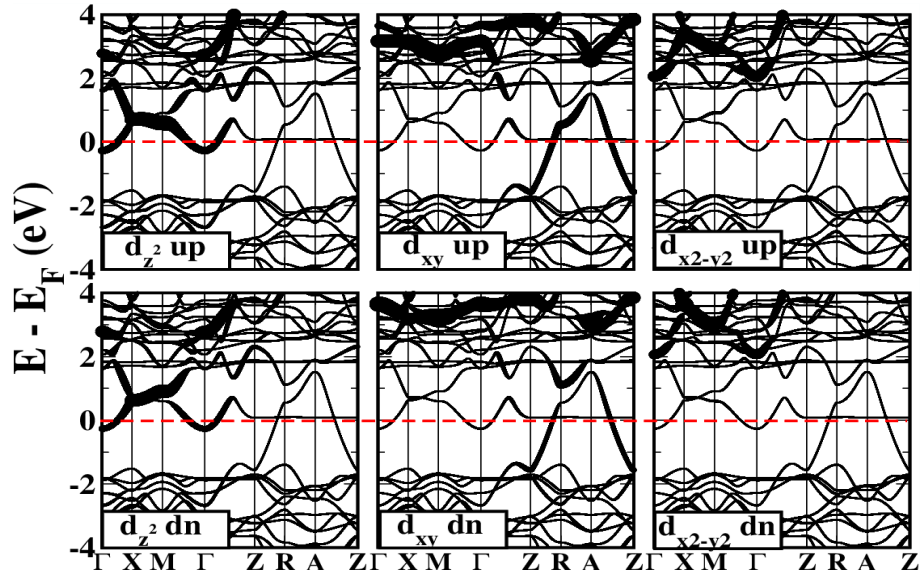 E - E_F (eV)
4
2
0
-2
-4
d_z² up
d_xy up
d_x2-y2 up
4
2
0
-2
-4
d_z² dn
d_xy dn
d_x2-y2 dn
Γ X M Γ Z R A Z Γ X M Γ Z R A Z Γ X M Γ Z R A Z